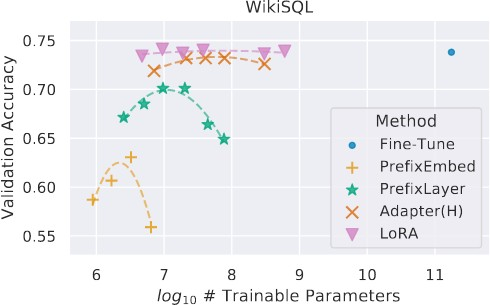 WikiSQL
Validation Accuracy
0.75
0.70
0.65
0.60
0.55
Method
Fine-Tune
PrefixEmbed
PrefixLayer
Adapter(H)
LoRA
6 7 8 9 10 11
log₁₀ # Trainable Parameters